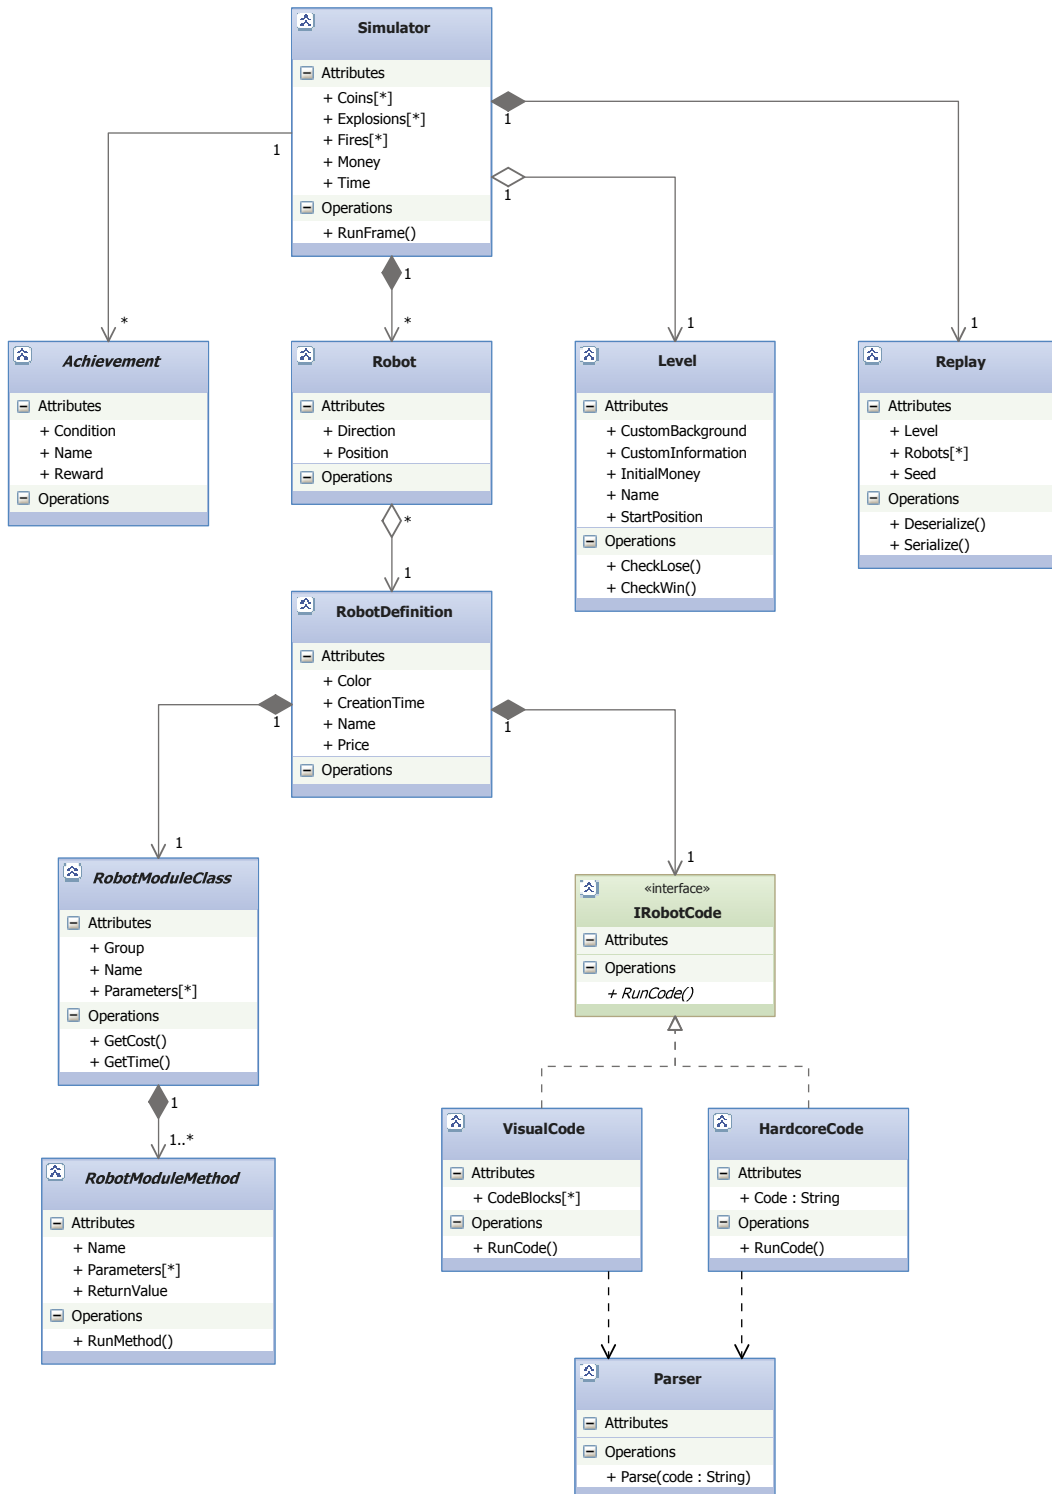 Simulator
Attributes
+ Coins[*]
+ Explosions[*]
+ Fires[*]
+ Money
+ Time
Operations
+ RunFrame()
1
1
1
1
*
*
1
1
Achievement
Attributes
+ Condition
+ Name
+ Reward
Operations
Robot
Attributes
+ Direction
+ Position
Operations
Level
Attributes
+ CustomBackground
+ CustomInformation
+ InitialMoney
+ Name
+ StartPosition
Operations
+ CheckLose()
+ CheckWin()
Replay
Attributes
+ Level
+ Robots[*]
+ Seed
Operations
+ Deserialize()
+ Serialize()
*
1
RobotDefinition
Attributes
+ Color
+ CreationTime
+ Name
+ Price
Operations
1
1
1
1
RobotModuleClass
Attributes
+ Group
+ Name
+ Parameters[*]
Operations
+ GetCost()
+ GetTime()
«interface»
IRobotCode
Attributes
Operations
+ RunCode()
1
1..*
RobotModuleMethod
Attributes
+ Name
+ Parameters[*]
+ ReturnValue
Operations
+ RunMethod()
VisualCode
Attributes
+ CodeBlocks[*]
Operations
+ RunCode()
HardcoreCode
Attributes
+ Code : String
Operations
+ RunCode()
Parser
Attributes
Operations
+ Parse(code : String)